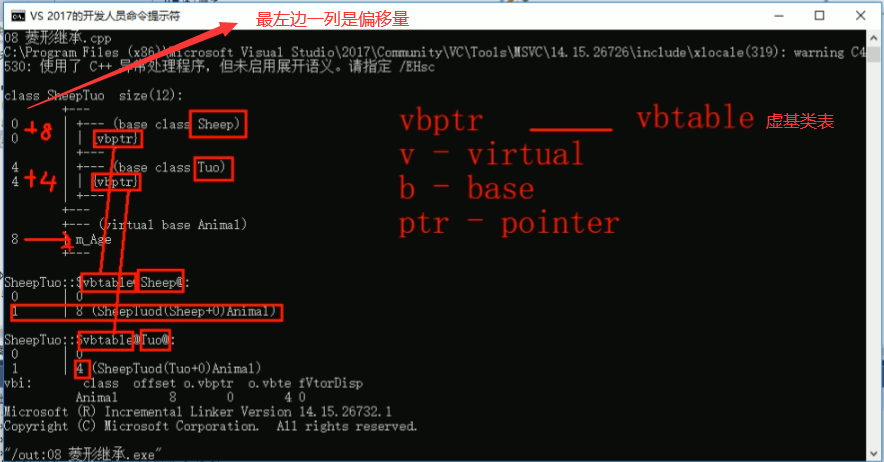 VS 2017的开发人员命令提示符
最左边一列是偏移量
08 菱形继承.cpp
C:\Program Files (x86)\Microsoft Visual Studio\2017\Community\VC\Tools\MSVC\14.15.26726\include\xlocale(319): warning C4
530: 使用了 C++ 异常处理程序，但未启用展开语义。请指定 /EHsc
class SheepTuo size(12):
+---
0 | +--- (base class Sheep)
+8
0 | | {vbptr}
| +---
4 | +--- (base class Tuo)
+4
4 | | {vbptr}
| +---
+---
+--- (virtual base Animal)
8 | m_Age
+---
vbptr ____ vbtable 虚基类表
v - virtual
b - base
ptr - pointer
SheepTuo::$vbtable@Sheep@:
0 | 0
1 | 8 (SheepTuod(Sheep+0)Animal)
SheepTuo::$vbtable@Tuo@:
0 | 0
1 | 4 (SheepTuod(Tuo+0)Animal)
vbi: class offset o.vbptr o.vbte fVtorDisp
Animal 8 0 4 0
Microsoft (R) Incremental Linker Version 14.15.26732.1
Copyright (C) Microsoft Corporation. All rights reserved.
"/out:08 菱形继承.exe"